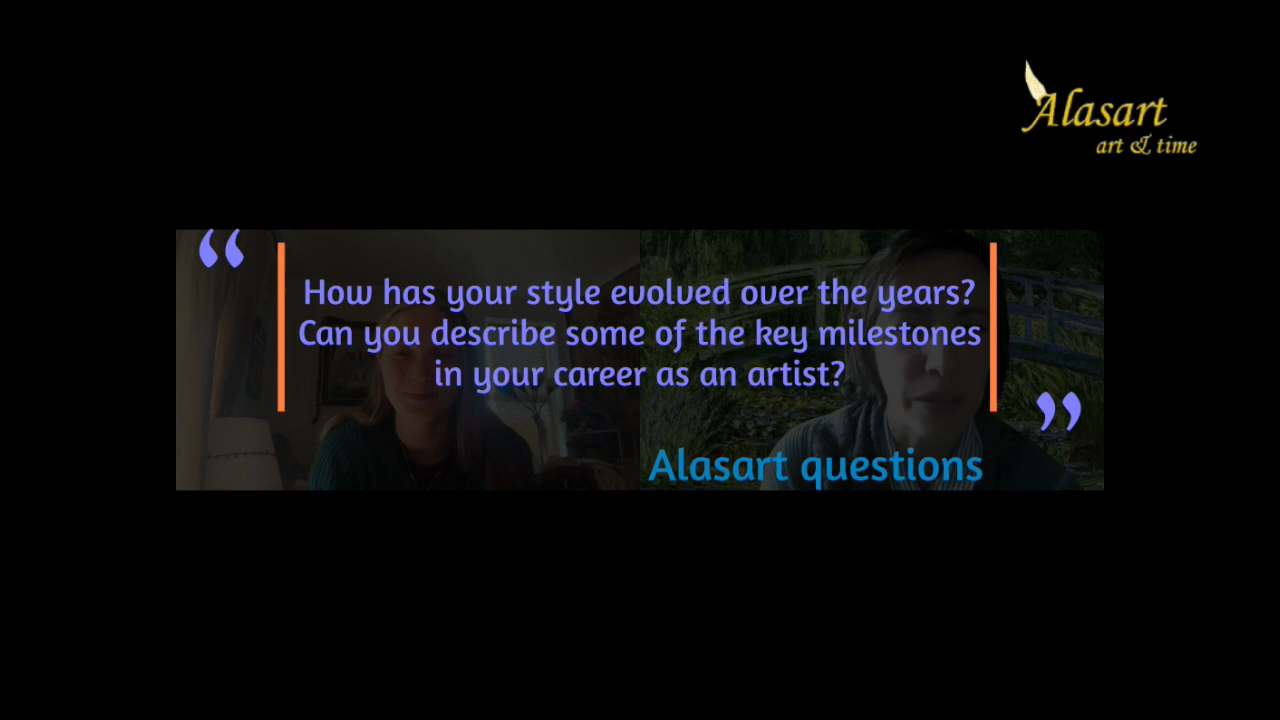 Alasart
art & time
“
How has your style evolved over the years?
Can you describe some of the key milestones
in your career as an artist?
”
Alasart questions